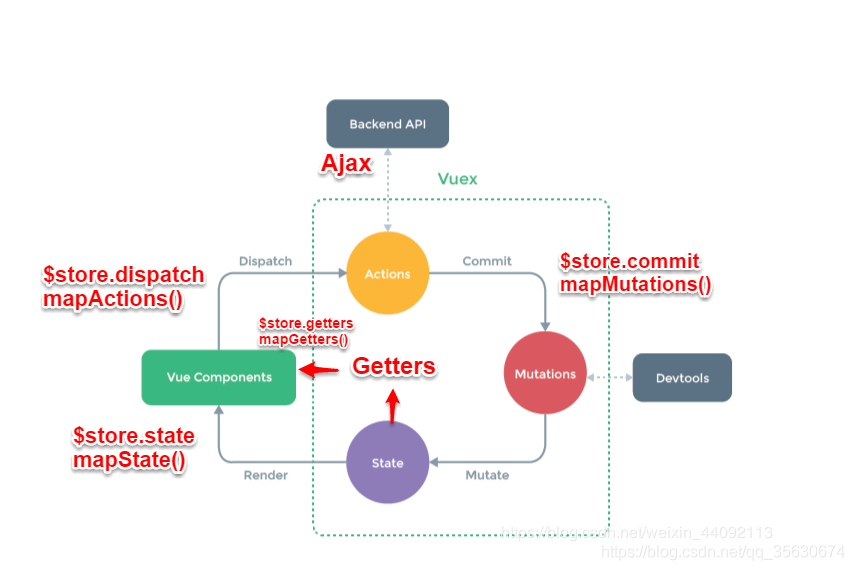 Backend API
Ajax
Vuex
Dispatch
Actions
Commit
$store.commit
mapMutations()
$store.dispatch
mapActions()
$store.getters
mapGetters()
Vue Components
Getters
Mutations
Devtools
$store.state
mapState()
State
Render
Mutate
https://blog.csdn.net/weixin_44092113
https://blog.csdn.net/qq_35630674